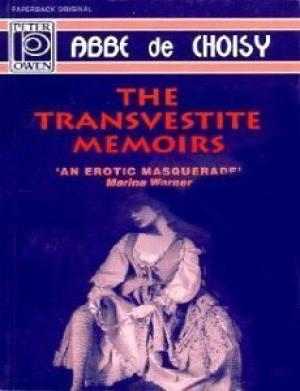 PAPERBACK ORIGINAL
PETER
OWEN
ABBE de CHOISY
THE
TRANSVESTITE
MEMOIRS
'AN EROTIC MASQUERADE'
Marina Warner